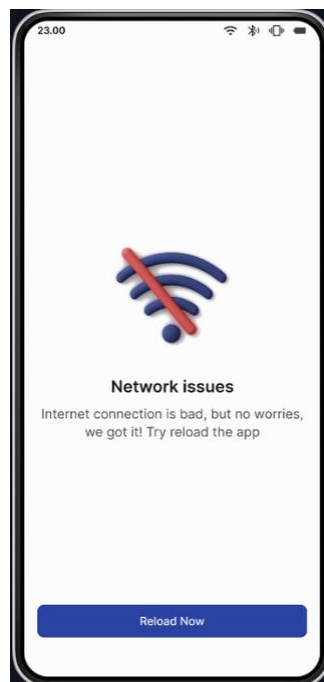 23.00
Network issues
Internet connection is bad, but no worries,
we got it! Try reload the app
Reload Now